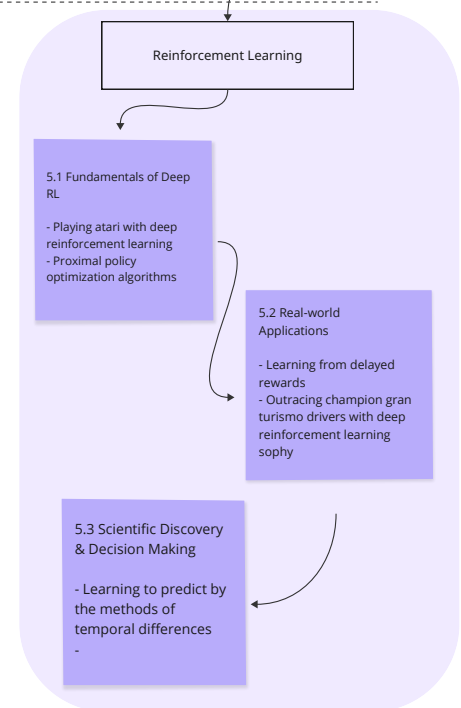 Reinforcement Learning
5.1 Fundamentals of Deep
RL
- Playing atari with deep
reinforcement learning
- Proximal policy
optimization algorithms
5.2 Real-world
Applications
- Learning from delayed
rewards
- Outracing champion gran
turismo drivers with deep
reinforcement learning
sophy
5.3 Scientific Discovery
& Decision Making
- Learning to predict by
the methods of
temporal differences
-